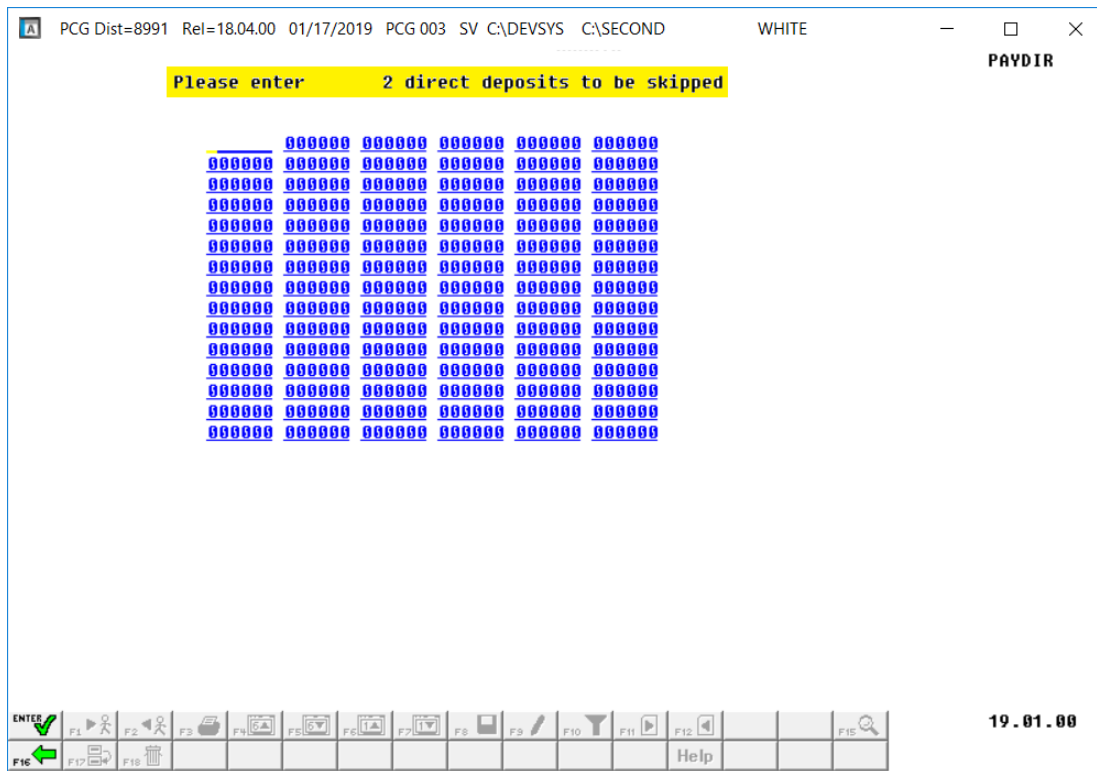 PCG Dist=8991 Rel=18.04.00 01/17/2019 PCG 003 SV C:\DEVSYS C:\SECOND WHITE
PAYDIR
Please enter 2 direct deposits to be skipped
000000 000000 000000 000000 000000
000000 000000 000000 000000 000000 000000
000000 000000 000000 000000 000000 000000
000000 000000 000000 000000 000000 000000
000000 000000 000000 000000 000000 000000
000000 000000 000000 000000 000000 000000
000000 000000 000000 000000 000000 000000
000000 000000 000000 000000 000000 000000
000000 000000 000000 000000 000000 000000
000000 000000 000000 000000 000000 000000
000000 000000 000000 000000 000000 000000
000000 000000 000000 000000 000000 000000
000000 000000 000000 000000 000000 000000
000000 000000 000000 000000 000000 000000
000000 000000 000000 000000 000000 000000
ENTER F1 F2 F3 F4 6 F5 6 F6 1 F7 1 F8 F9 F10 F11 F12 F15
19.01.00
F16 F17 F18 Help